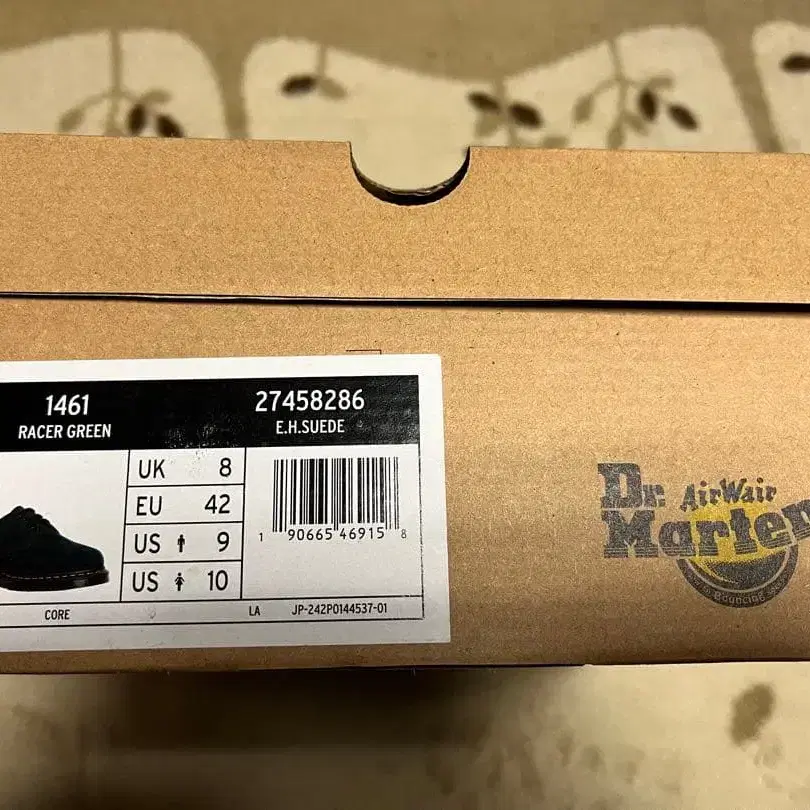 1461
RACER GREEN
27458286
E.H.SUEDE
UK 8
EU 42
US 9
US 10
1 90665 46915 8
CORE
LA JP-242P0144537-01
Dr. AirWair
Marten
Bouncing